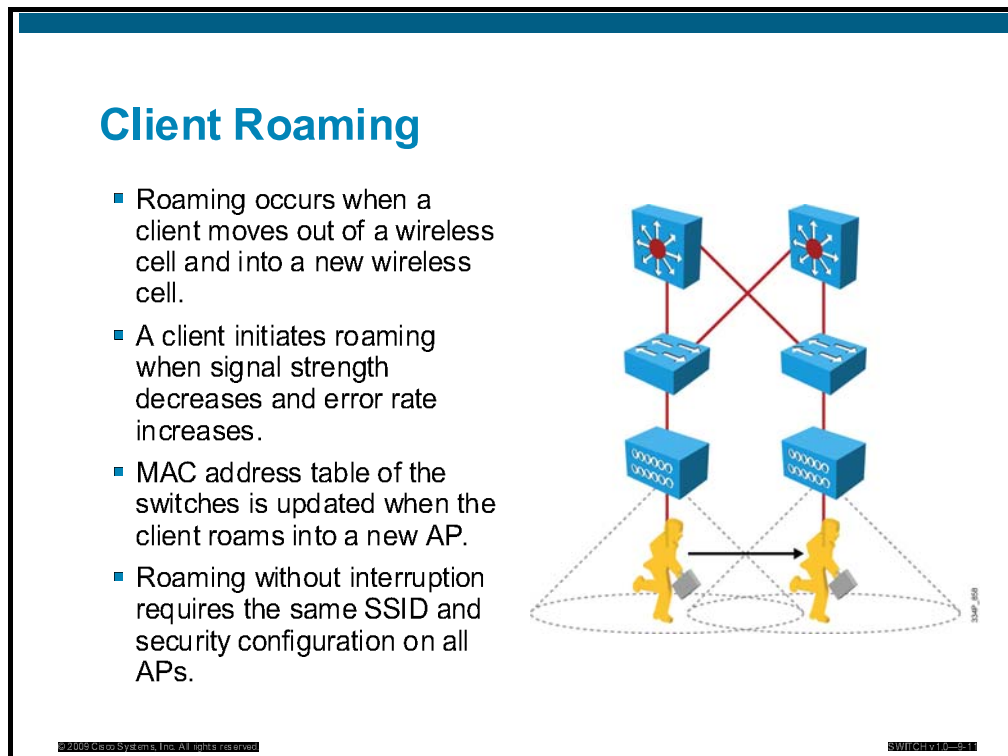 Client Roaming
Roaming occurs when a
client moves out of a wireless
cell and into a new wireless
cell.
A client initiates roaming
when signal strength
decreases and error rate
increases.
MAC address table of the
switches is updated when the
client roams into a new AP.
Roaming without interruption
requires the same SSID and
security configuration on all
APs.
334P_858
© 2009 Cisco Systems, Inc. All rights reserved.
SWITCH v1.0—9-11